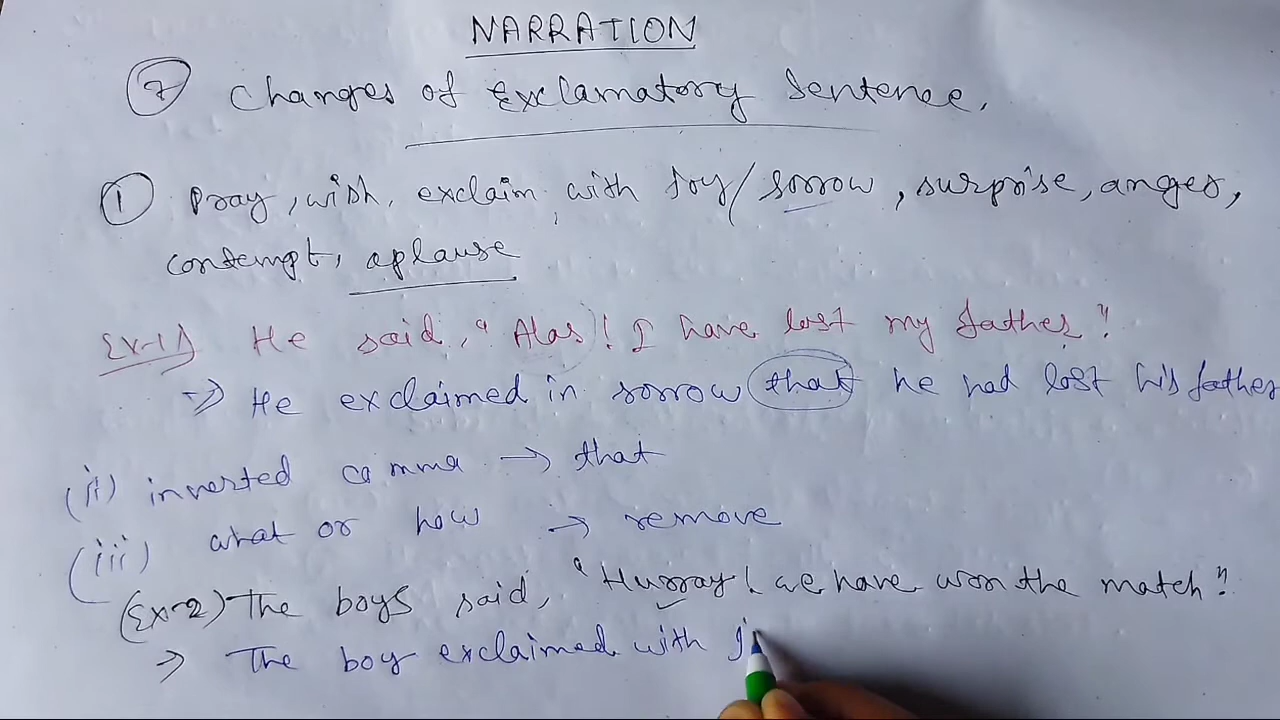 NARRATION
⑦ Changes of Exclamatory Sentence.
① Pray, wish, exclaim, with Joy/sorrow, surprise, anger,
contempt, aplause
Ex-1) He said, "Alas! I have lost my father"
⇒ He exclaimed in sorrow that he had lost his father
(ii) inverted comma → that
(iii) what or how → remove
(Ex-2) The boys said, "Hurray! we have won the match".
⇒ The boy exclaimed with j